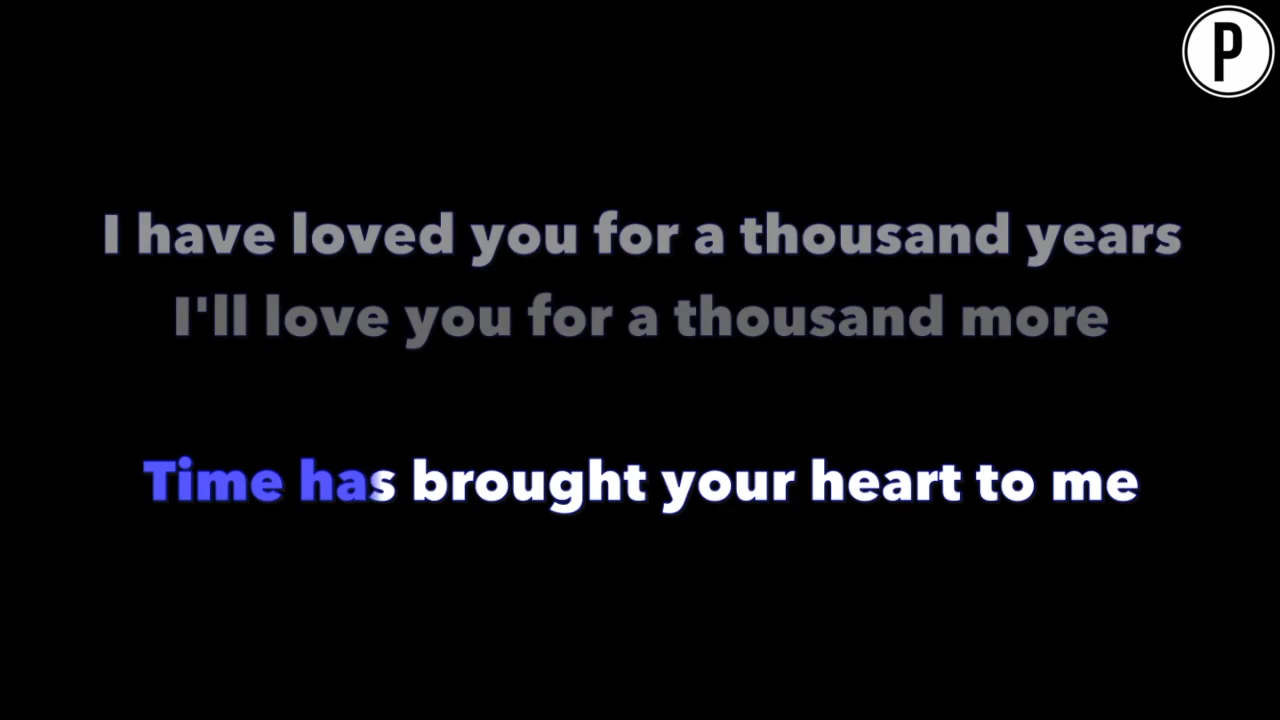 P
I have loved you for a thousand years
I'll love you for a thousand more
Time has brought your heart to me